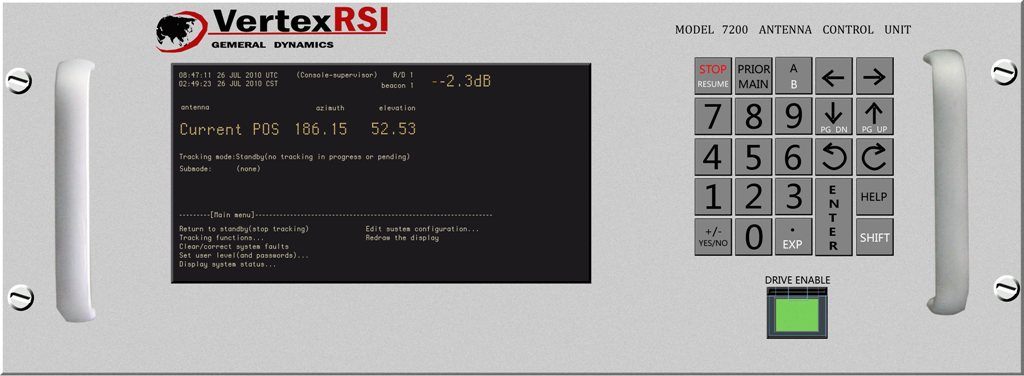 VertexRSI
GEMERAL DYNAMICS
MODEL 7200 ANTENNA CONTROL UNIT
08:47:11 26 JUL 2010 UTC (Console-supervisor) A/D 1
02:49:23 26 JUL 2010 CST beacon 1
--2.3dB
antenna azimuth elevation
Current POS 186.15 52.53
Tracking mode:Standby(no tracking in progress or pending)
Submode: (none)
---------[Main menu]------------------------------------------------------------
Return to standby(stop tracking) Edit sustem configuration...
Tracking functions... Redraw the display
Clear/correct system faults
Set user level(and passwords)...
Display sustem status...
STOP RESUME
PRIOR MAIN
A B
← →
7 8 9
↓ PG DN
↑ PG UP
4 5 6
1 2 3
ENTER
HELP
+/- YES/NO
0
. EXP
SHIFT
DRIVE ENABLE